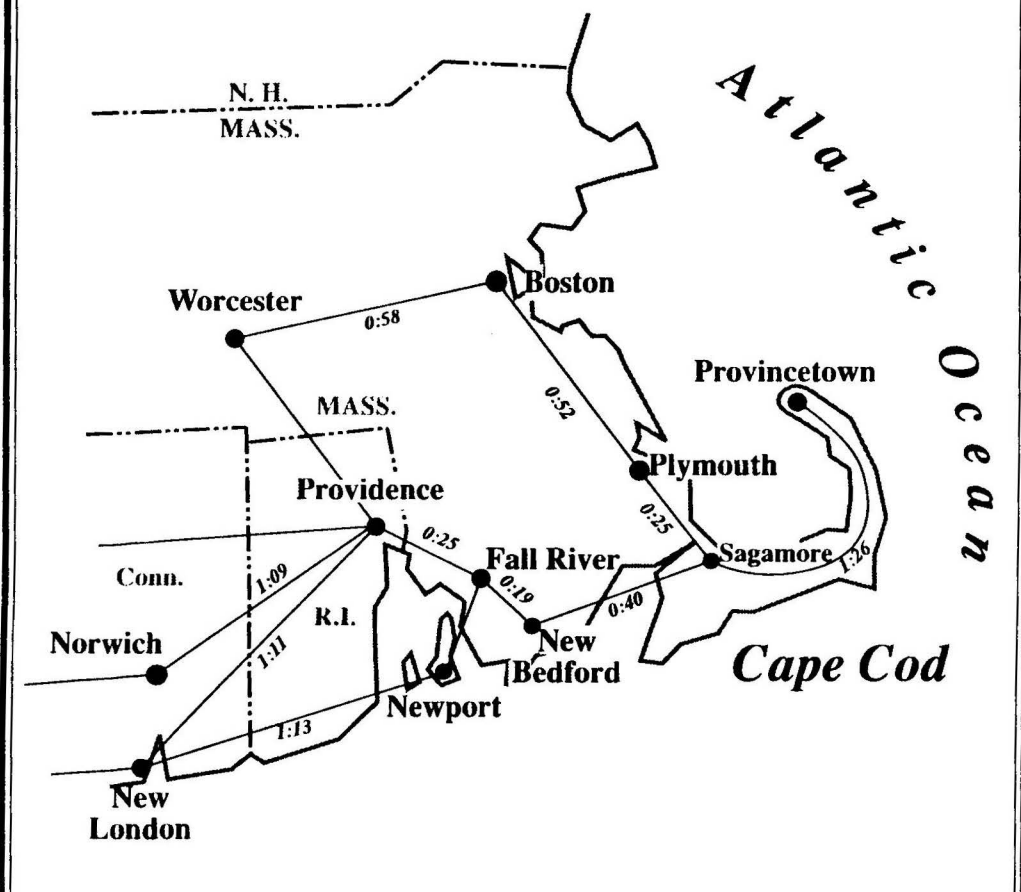 Atlantic Ocean
N. H.
MASS.
Boston
Worcester
0:58
Provincetown
0:52
MASS.
Plymouth
Providence
0:25
0:25
Sagamore
1:26
Fall River
0:19
Conn.
1:09
0:40
R.I.
Norwich
1:11
New
Bedford
Cape Cod
Newport
1:13
New
London